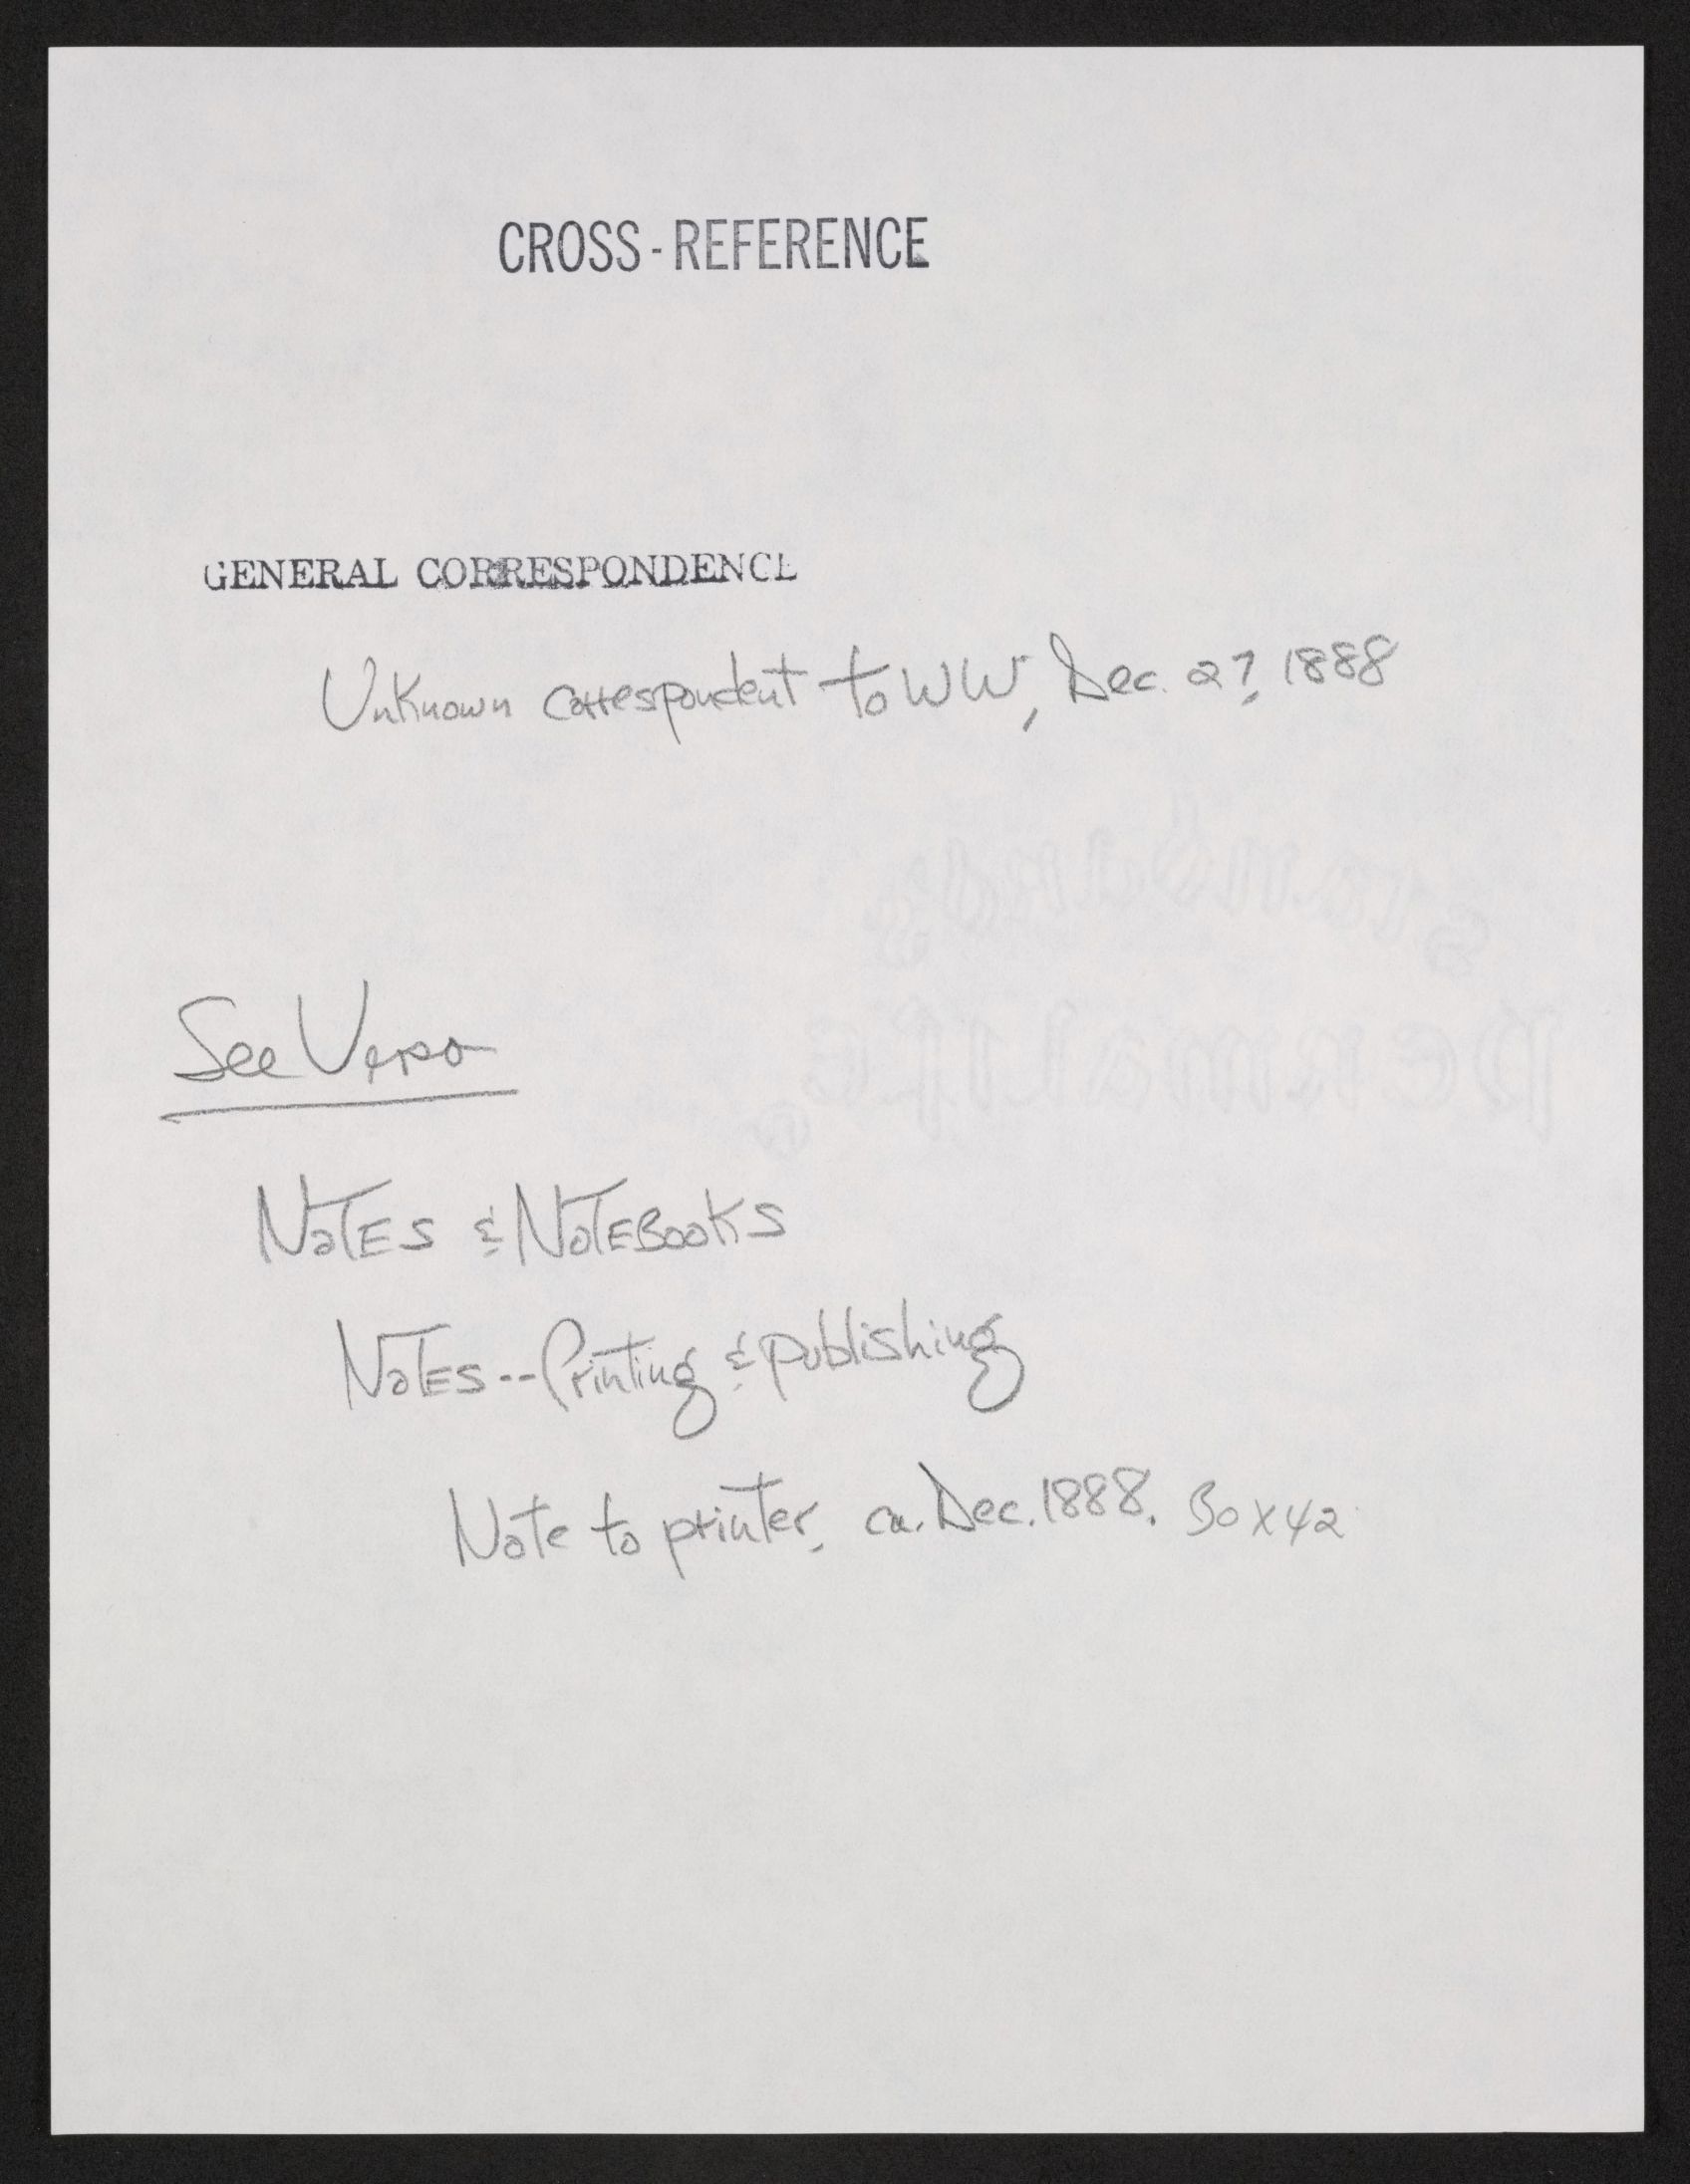 CROSS-REFERENCE
GENERAL CORRESPONDENCE
Unknown correspondent to WW, Dec. 27, 1888
See Verso
NOTES & NOTEBOOKS
NOTES--Printing & publishing
Note to printer, ca. Dec. 1888. Box 42